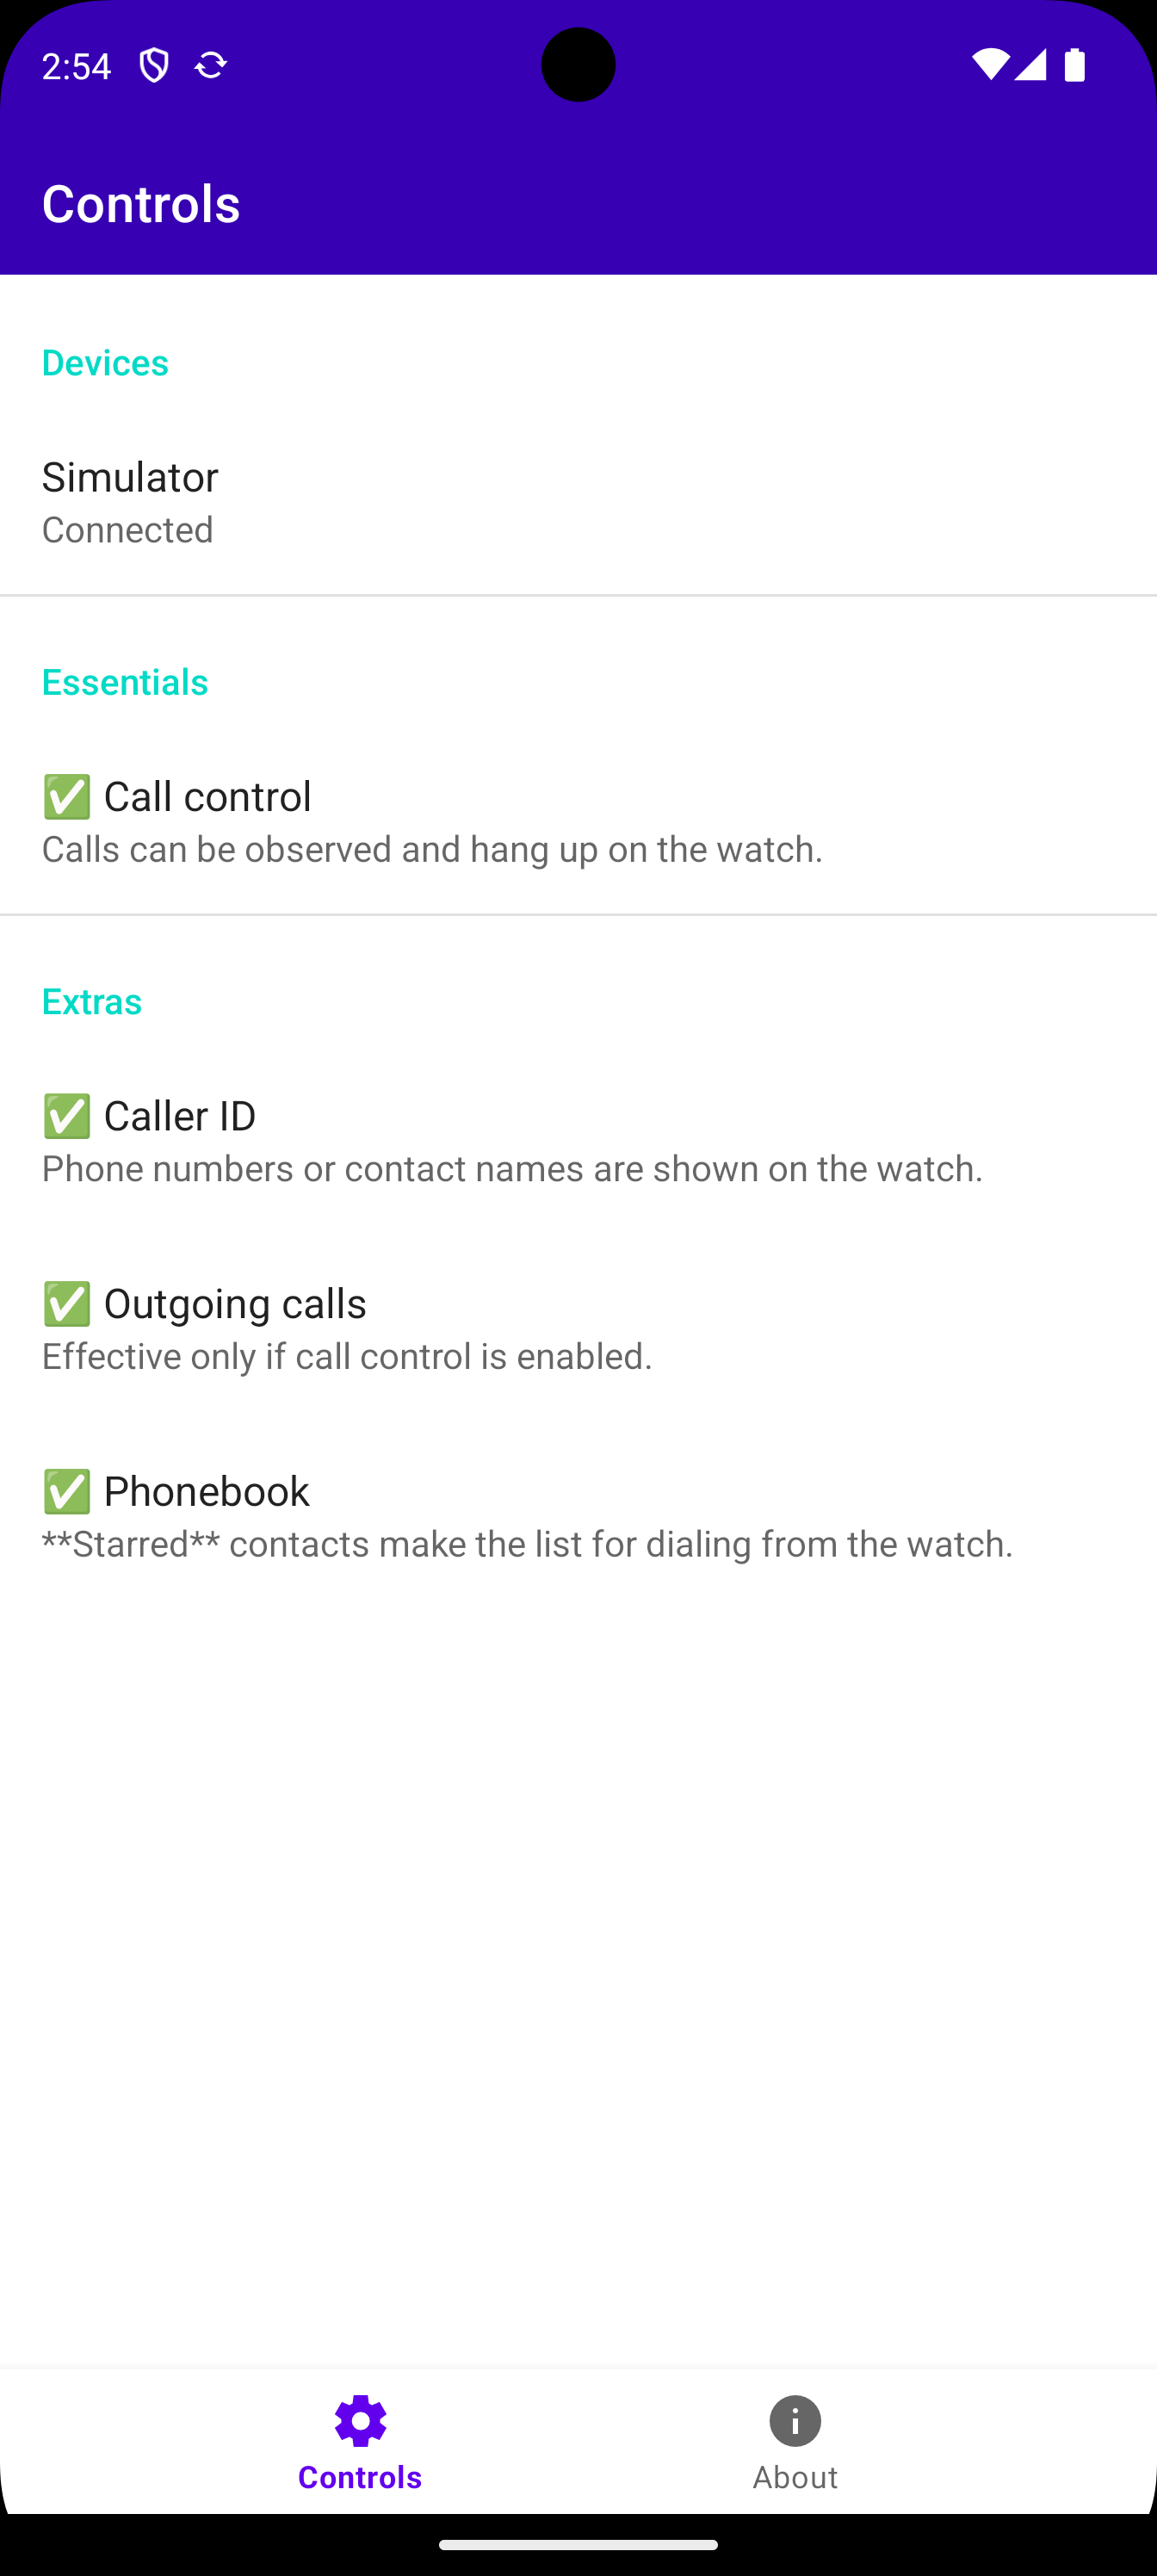 2:54
Controls
Devices
Simulator
Connected
Essentials
✅ Call control
Calls can be observed and hang up on the watch.
Extras
✅ Caller ID
Phone numbers or contact names are shown on the watch.
✅ Outgoing calls
Effective only if call control is enabled.
✅ Phonebook
**Starred** contacts make the list for dialing from the watch.
Controls
About